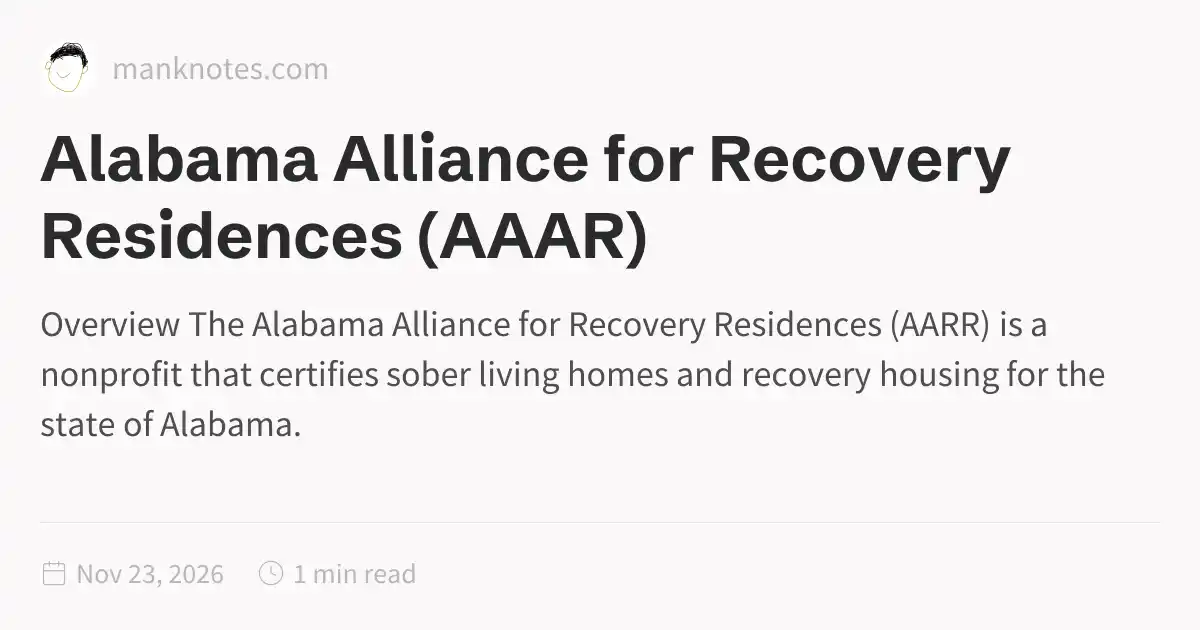 manknotes.com
Alabama Alliance for Recovery
Residences (AAAR)
Overview The Alabama Alliance for Recovery Residences (AARR) is a
nonprofit that certifies sober living homes and recovery housing for the
state of Alabama.
Nov 23, 2026 1 min read